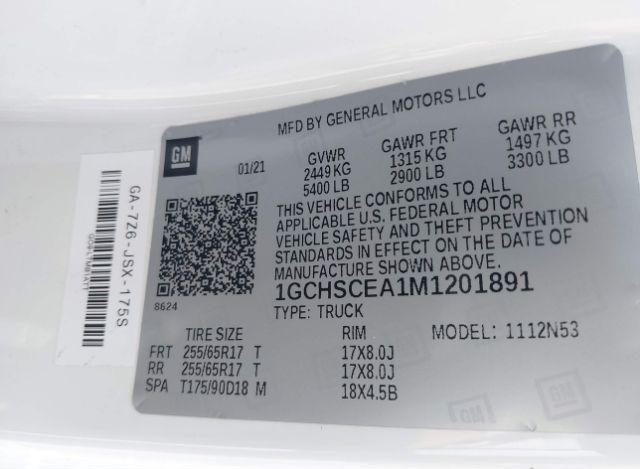 MFD BY GENERAL MOTORS LLC
GM
01/21
GVWR
2449 KG
5400 LB
GAWR FRT
1315 KG
2900 LB
GAWR RR
1497 KG
3300 LB
THIS VEHICLE CONFORMS TO ALL
APPLICABLE U.S. FEDERAL MOTOR
VEHICLE SAFETY AND THEFT PREVENTION
STANDARDS IN EFFECT ON THE DATE OF
MANUFACTURE SHOWN ABOVE.
8624
1GCHSCEA1M1201891
TYPE: TRUCK
MODEL: 1112N53
TIRE SIZE RIM
FRT 255/65R17 T 17X8.0J
RR 255/65R17 T 17X8.0J
SPA T175/90D18 M 18X4.5B
GA-7Z6-JSX-175S